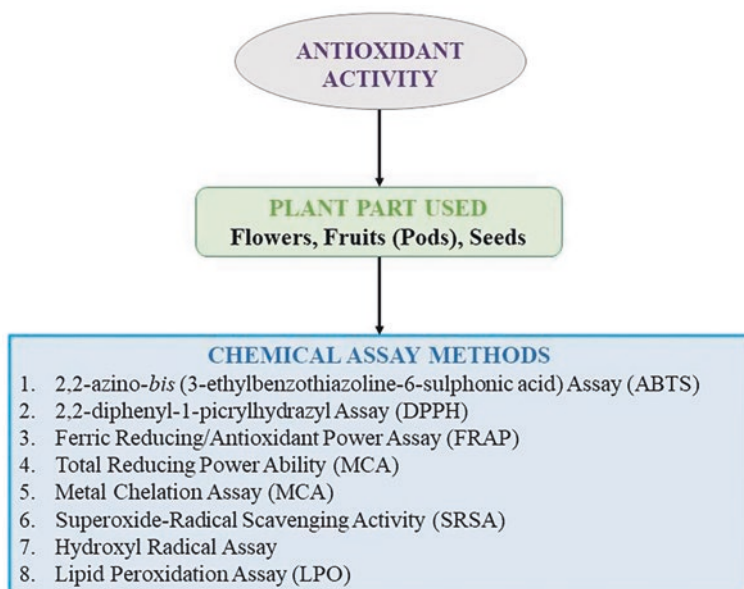 ANTIOXIDANT
ACTIVITY
PLANT PART USED
Flowers, Fruits (Pods), Seeds
CHEMICAL ASSAY METHODS
1. 2,2-azino-bis (3-ethylbenzothiazoline-6-sulphonic acid) Assay (ABTS)
2. 2,2-diphenyl-1-picrylhydrazyl Assay (DPPH)
3. Ferric Reducing/Antioxidant Power Assay (FRAP)
4. Total Reducing Power Ability (MCA)
5. Metal Chelation Assay (MCA)
6. Superoxide-Radical Scavenging Activity (SRSA)
7. Hydroxyl Radical Assay
8. Lipid Peroxidation Assay (LPO)